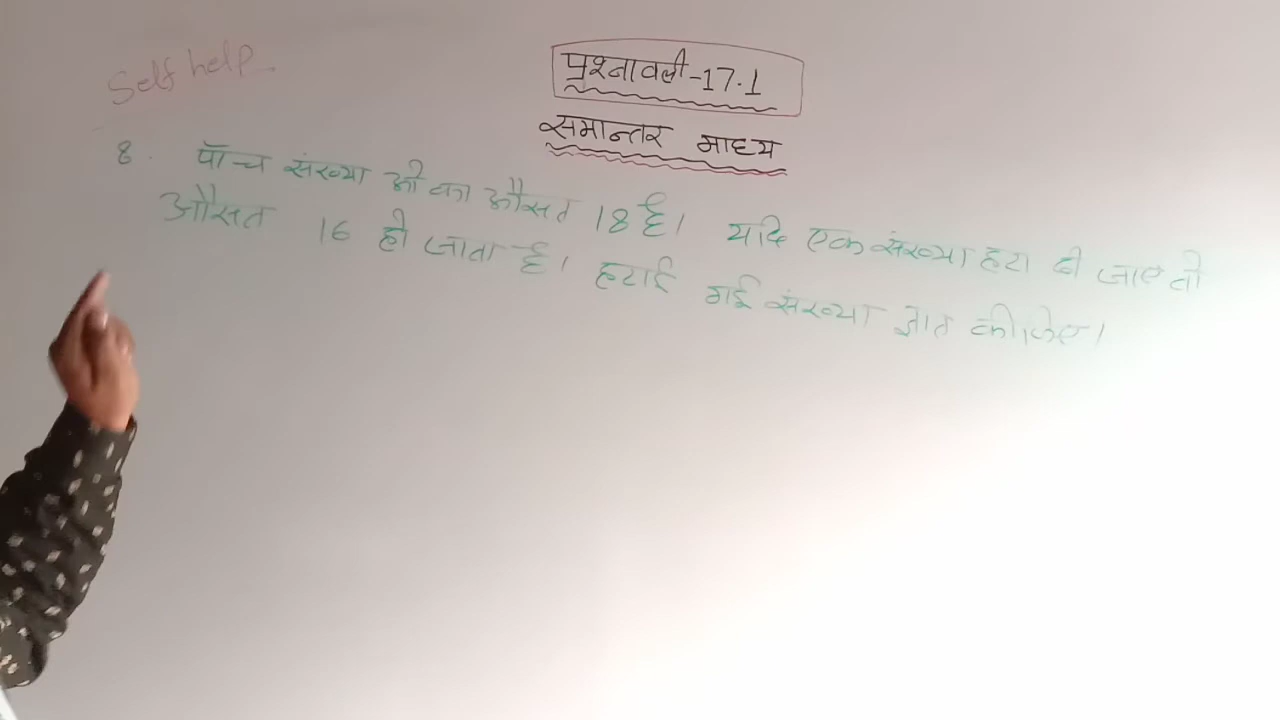 Self help
प्रश्नावली-17.1
समान्तर माध्य
8. पाँच संख्या ओ का औसत 18 है। यदि एक संख्या हटा दी जाए तो
औसत 16 हो जाता है। हटाई गई संख्या ज्ञात कीजिए।